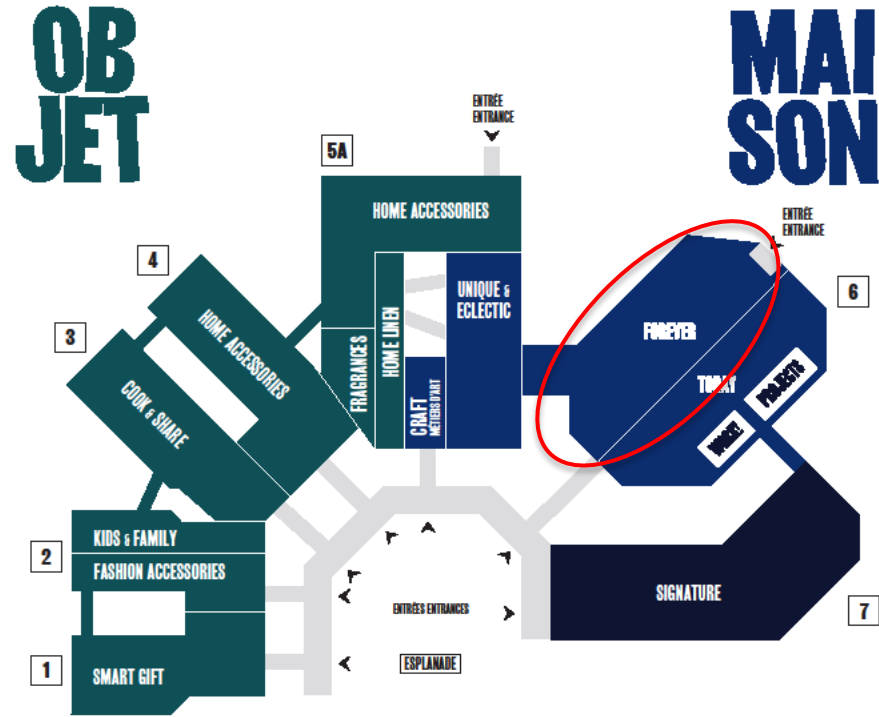 OB
JET
MAI
SON
ENTRÉE
ENTRANCE
5A
HOME ACCESSORIES
ENTRÉE
ENTRANCE
4
HOME ACCESSORIES
UNIQUE &
ECLECTIC
6
3
FOREVER
HOME LINEN
FRAGRANCES
COOK & SHARE
TODAY
PROJECTS
CRAFT
MÉTIERS D'ART
WORK!
KIDS & FAMILY
2
FASHION ACCESSORIES
SIGNATURE
ENTRÉES ENTRANCES
7
1
SMART GIFT
ESPLANADE